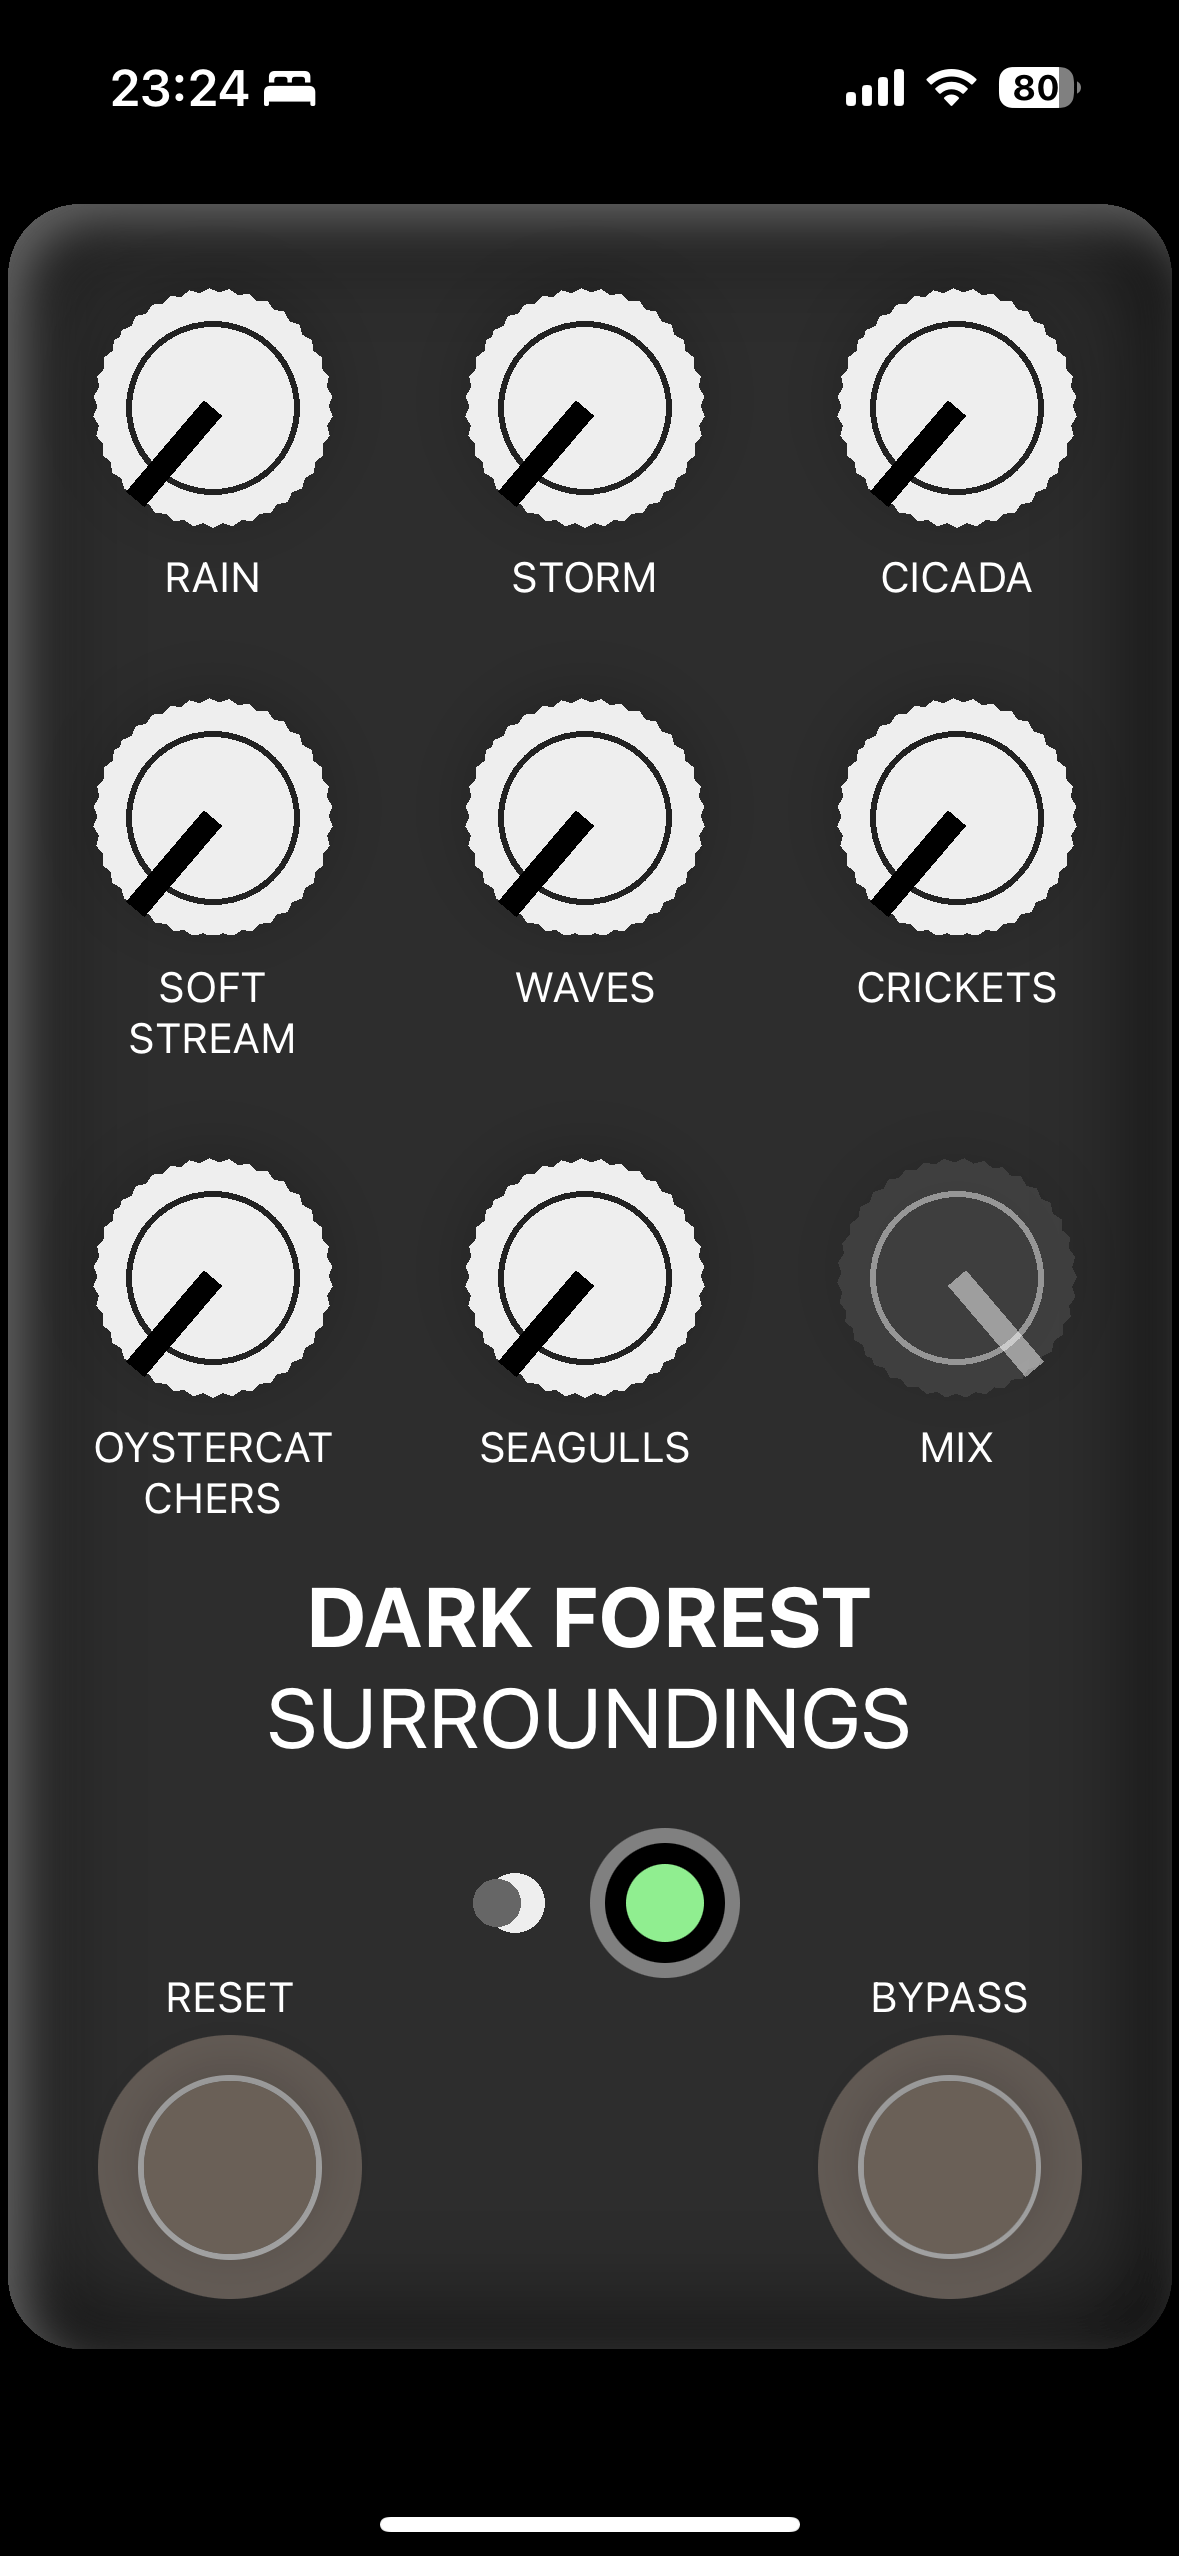 23:24
80
RAIN
STORM
CICADA
SOFT
STREAM
WAVES
CRICKETS
OYSTERCAT
CHERS
SEAGULLS
MIX
DARK FOREST
SURROUNDINGS
RESET
BYPASS